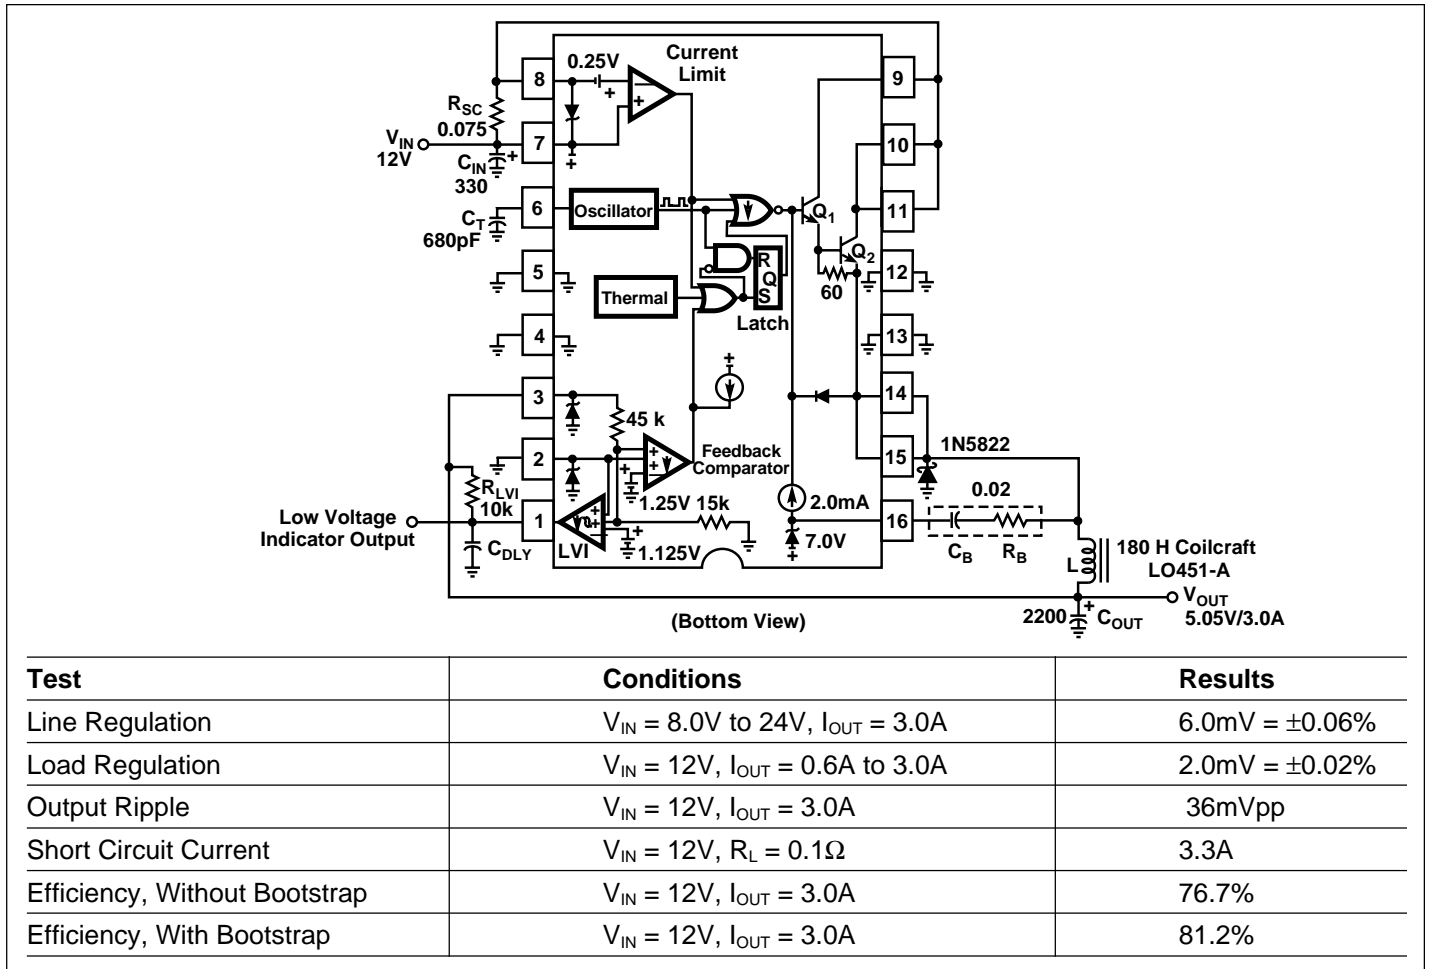 Current
Limit
0.25V
8
9
R_SC
0.075
V_IN
12V
7
10
C_IN
330
+
6
Oscillator
Q_1
11
C_T
680pF
5
R
Q
S
Q_2
12
60
Thermal
Latch
4
13
3
14
45 k
2
Feedback
Comparator
15
1N5822
R_LVI
10k
1.25V
15k
2.0mA
0.02
Low Voltage
Indicator Output
1
16
C_DLY
LVI
1.125V
7.0V
C_B
R_B
L
180 H Coilcraft
LO451-A
V_OUT
5.05V/3.0A
(Bottom View)
2200
+
C_OUT
Test Conditions Results
Line Regulation V_IN = 8.0V to 24V, I_OUT = 3.0A 6.0mV = ±0.06%
Load Regulation V_IN = 12V, I_OUT = 0.6A to 3.0A 2.0mV = ±0.02%
Output Ripple V_IN = 12V, I_OUT = 3.0A 36mVpp
Short Circuit Current V_IN = 12V, R_L = 0.1Ω 3.3A
Efficiency, Without Bootstrap V_IN = 12V, I_OUT = 3.0A 76.7%
Efficiency, With Bootstrap V_IN = 12V, I_OUT = 3.0A 81.2%